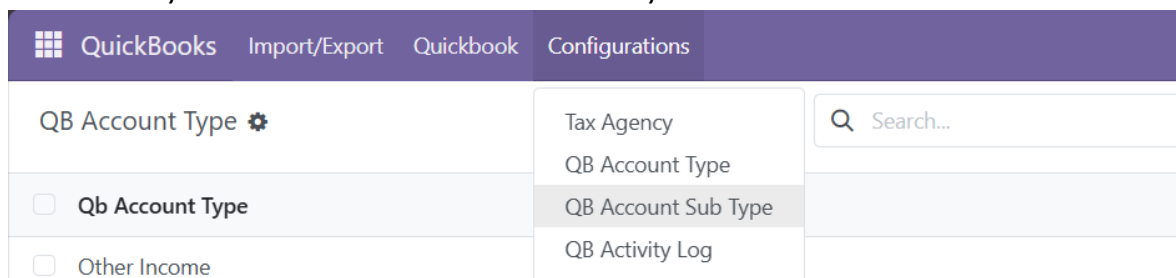 QuickBooks Import/Export Quickbook Configurations
QB Account Type
Tax Agency
Search...
QB Account Type
Qb Account Type
QB Account Sub Type
QB Activity Log
Other Income